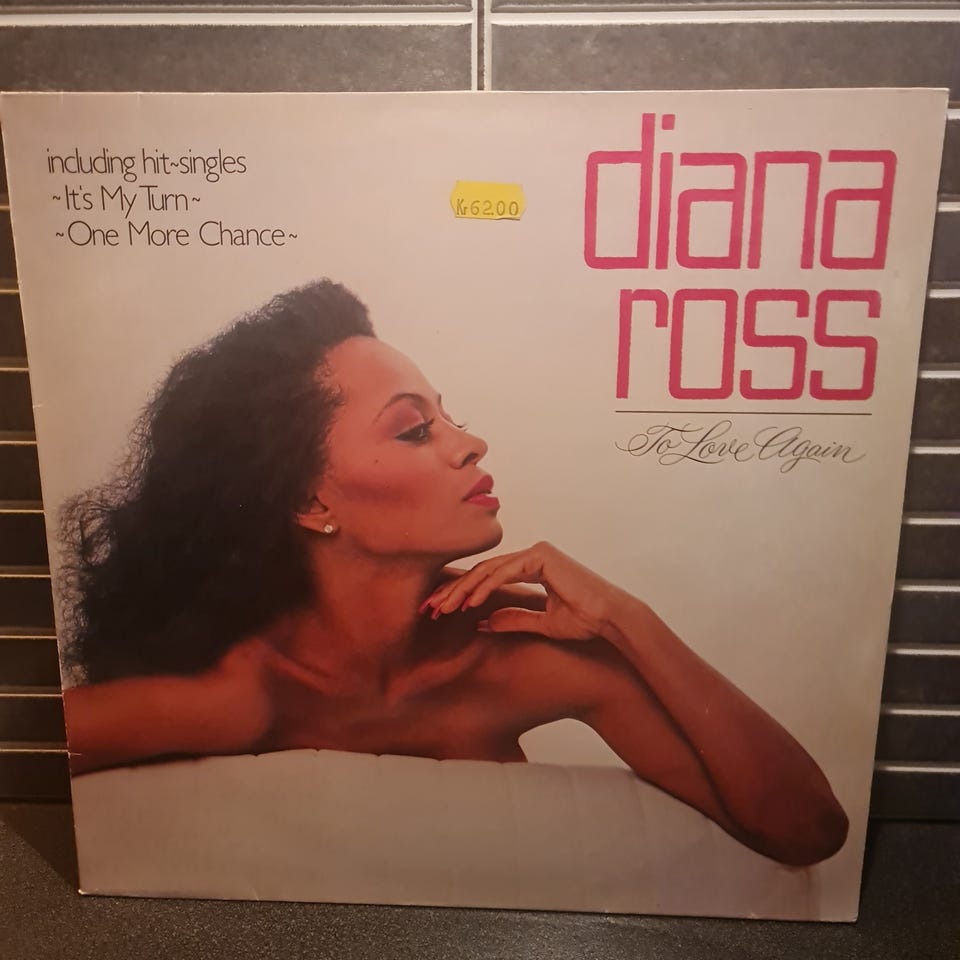 including hit~singles
~It's My Turn~
~One More Chance~
Kr 62.00
diana
ross
To Love Again